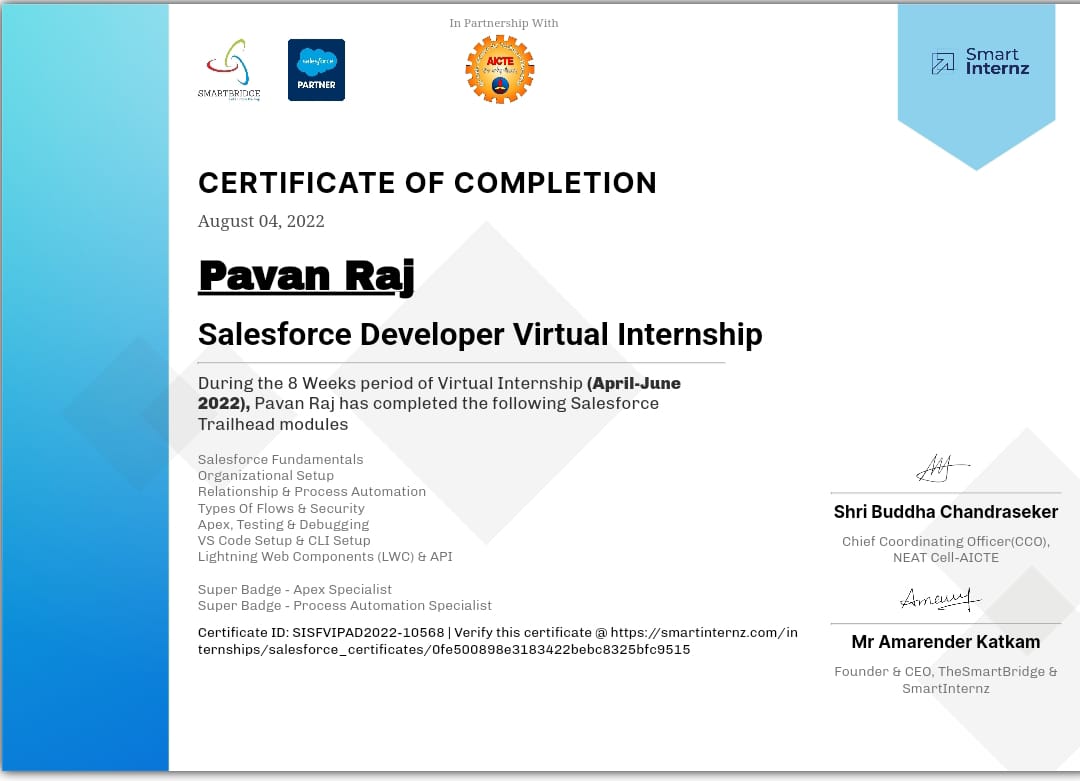 In Partnership With
SMARTBRIDGE
salesforce
PARTNER
AICTE
Smart
Internz
CERTIFICATE OF COMPLETION
August 04, 2022
Pavan Raj
Salesforce Developer Virtual Internship
During the 8 Weeks period of Virtual Internship (April-June
2022), Pavan Raj has completed the following Salesforce
Trailhead modules
Salesforce Fundamentals
Organizational Setup
Relationship & Process Automation
Types Of Flows & Security
Apex, Testing & Debugging
VS Code Setup & CLI Setup
Lightning Web Components (LWC) & API
Super Badge - Apex Specialist
Super Badge - Process Automation Specialist
Certificate ID: SISFVIPAD2022-10568 | Verify this certificate @ https://smartinternz.com/in
ternships/salesforce_certificates/0fe500898e3183422bebc8325bfc9515
Shri Buddha Chandraseker
Chief Coordinating Officer(CCO),
NEAT Cell-AICTE
Mr Amarender Katkam
Founder & CEO, TheSmartBridge &
SmartInternz